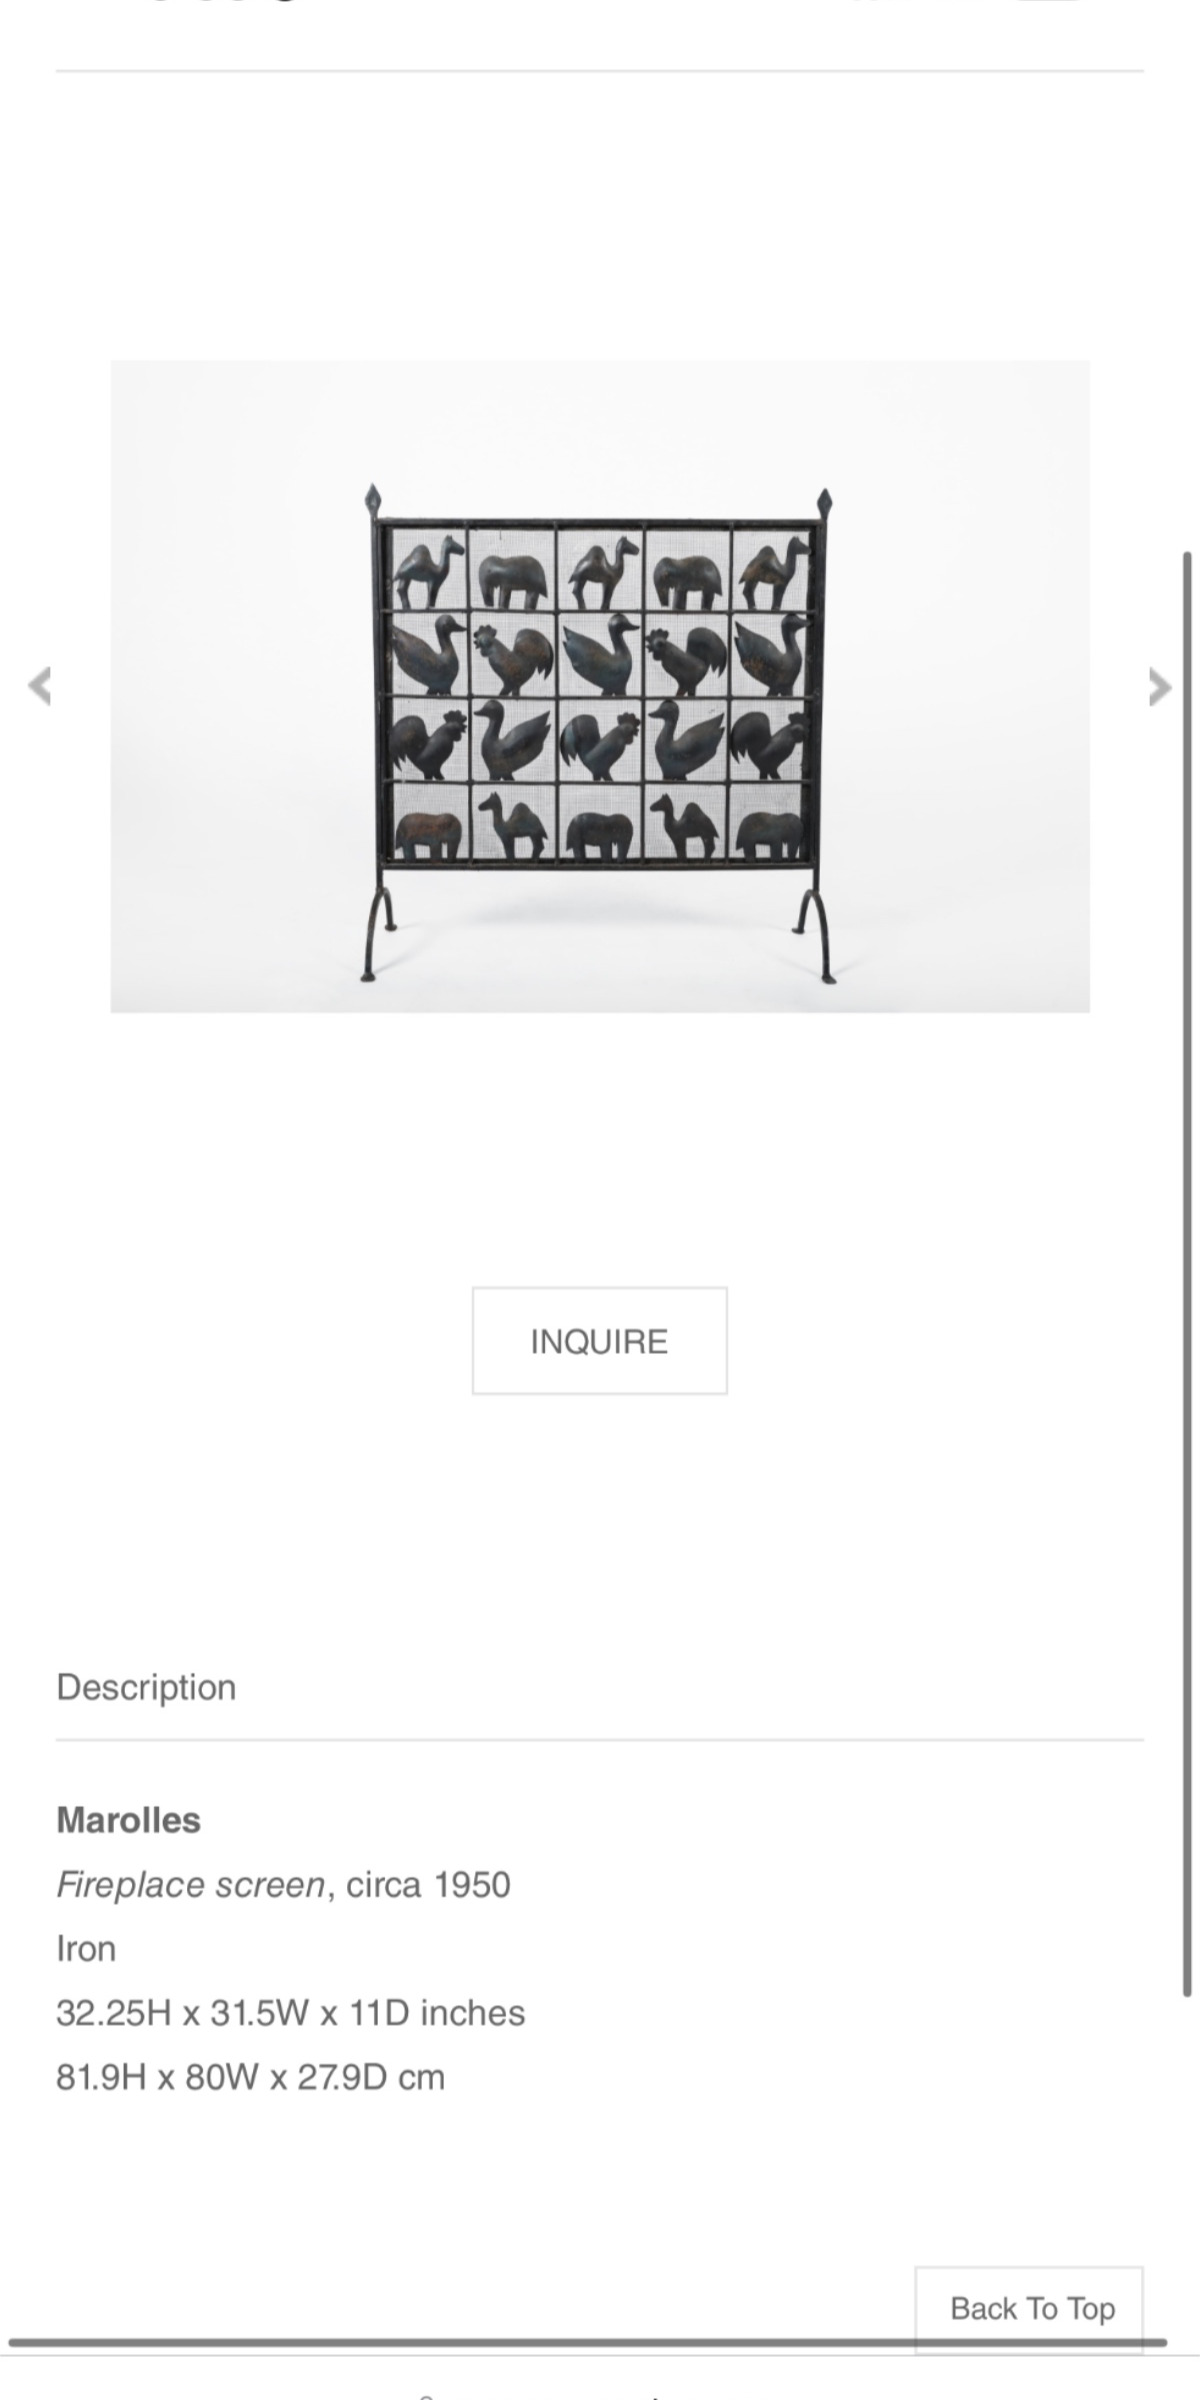 INQUIRE
Description
Marolles
Fireplace screen, circa 1950
Iron
32.25H x 31.5W x 11D inches
81.9H x 80W x 27.9D cm
Back To Top